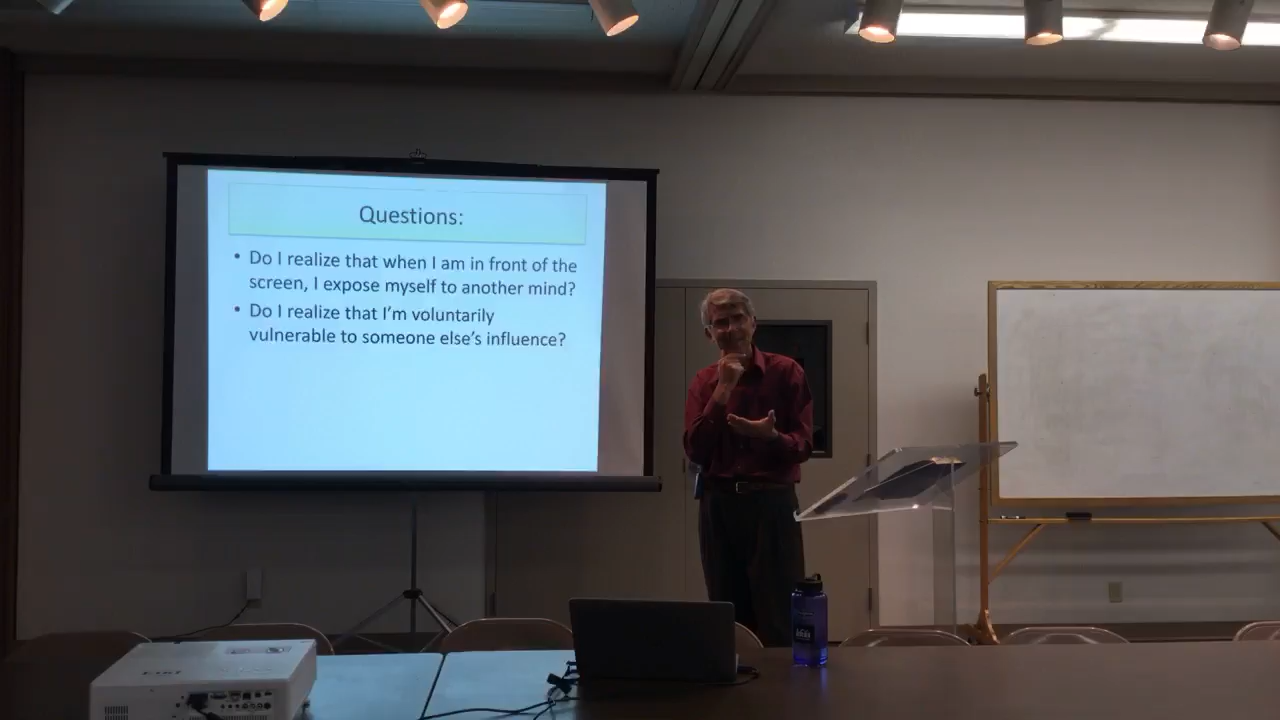 Questions:
• Do I realize that when I am in front of the
screen, I expose myself to another mind?
• Do I realize that I'm voluntarily
vulnerable to someone else's influence?